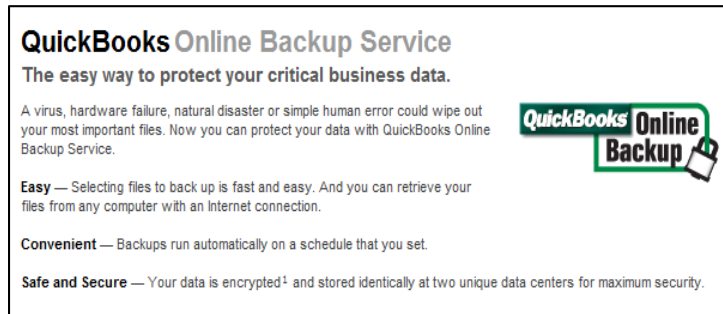 QuickBooks Online Backup Service
The easy way to protect your critical business data.
A virus, hardware failure, natural disaster or simple human error could wipe out
your most important files. Now you can protect your data with QuickBooks Online
Backup Service.
QuickBooks Online
Backup
Easy — Selecting files to back up is fast and easy. And you can retrieve your
files from any computer with an Internet connection.
Convenient — Backups run automatically on a schedule that you set.
Safe and Secure — Your data is encrypted¹ and stored identically at two unique data centers for maximum security.